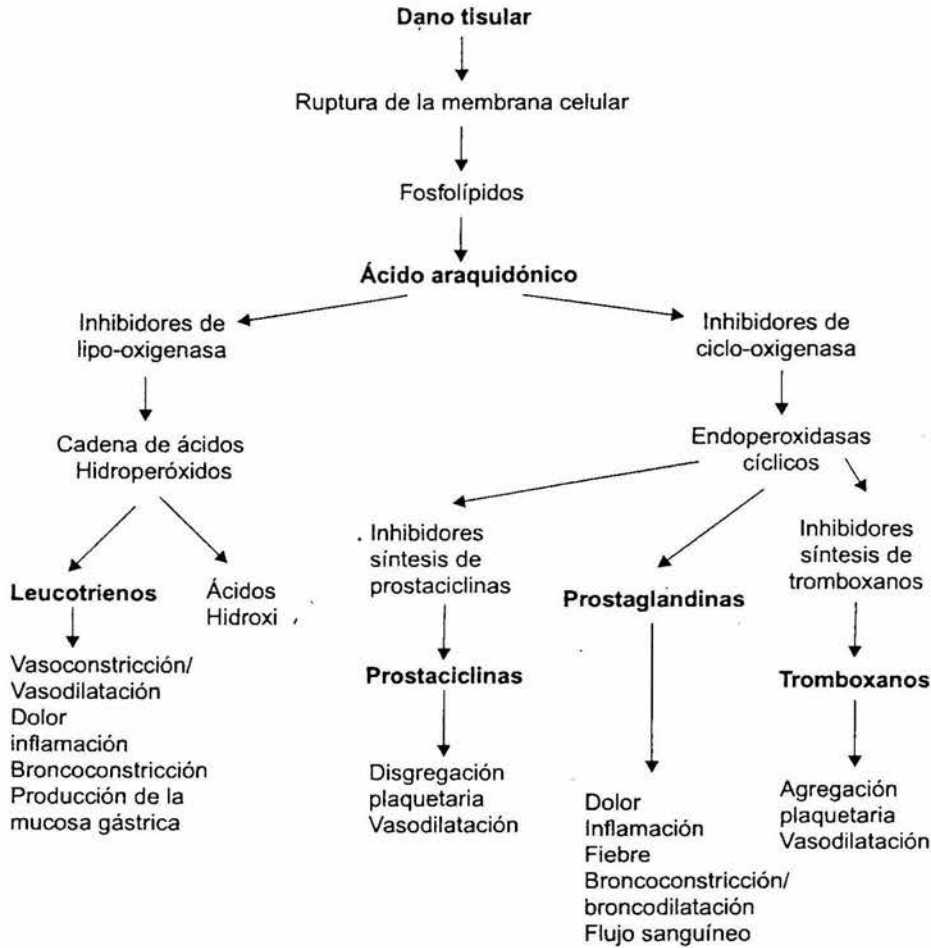 Dano tisular
Ruptura de la membrana celular
Fosfolípidos
Ácido araquidónico
Inhibidores de
lipo-oxigenasa
Inhibidores de
ciclo-oxigenasa
Cadena de ácidos
Hidroperóxidos
Endoperoxidasas
cíclicos
Leucotrienos
Ácidos
Hidroxi
Inhibidores
síntesis de
prostaciclinas
Prostaglandinas
Inhibidores
síntesis de
tromboxanos
Vasoconstricción/
Vasodilatación
Dolor
inflamación
Broncoconstricción
Producción de la
mucosa gástrica
Prostaciclinas
Tromboxanos
Disgregación
plaquetaria
Vasodilatación
Dolor
Inflamación
Fiebre
Broncoconstricción/
broncodilatación
Flujo sanguíneo
Agregación
plaquetaria
Vasodilatación